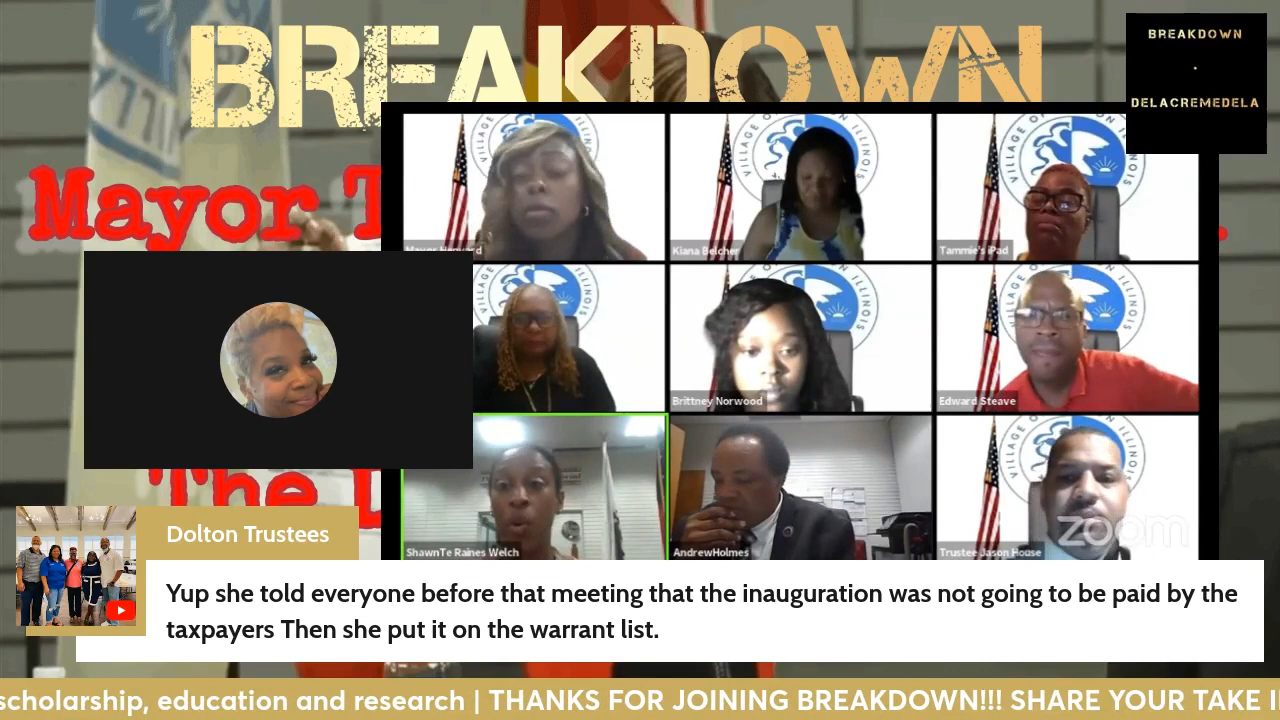 BREAKDOWN
BREAKDOWN
DELACREMEDELA
Mayor T
Mayor Henyard
Kiana Belcher
Tammie's iPad
Brittney Norwood
Edward Steave
The D
ShawnTe Raines Welch
AndrewHolmes
Trustee Jason House
zoom
Dolton Trustees
Yup she told everyone before that meeting that the inauguration was not going to be paid by the
taxpayers Then she put it on the warrant list.
scholarship, education and research | THANKS FOR JOINING BREAKDOWN!!! SHARE YOUR TAKE I